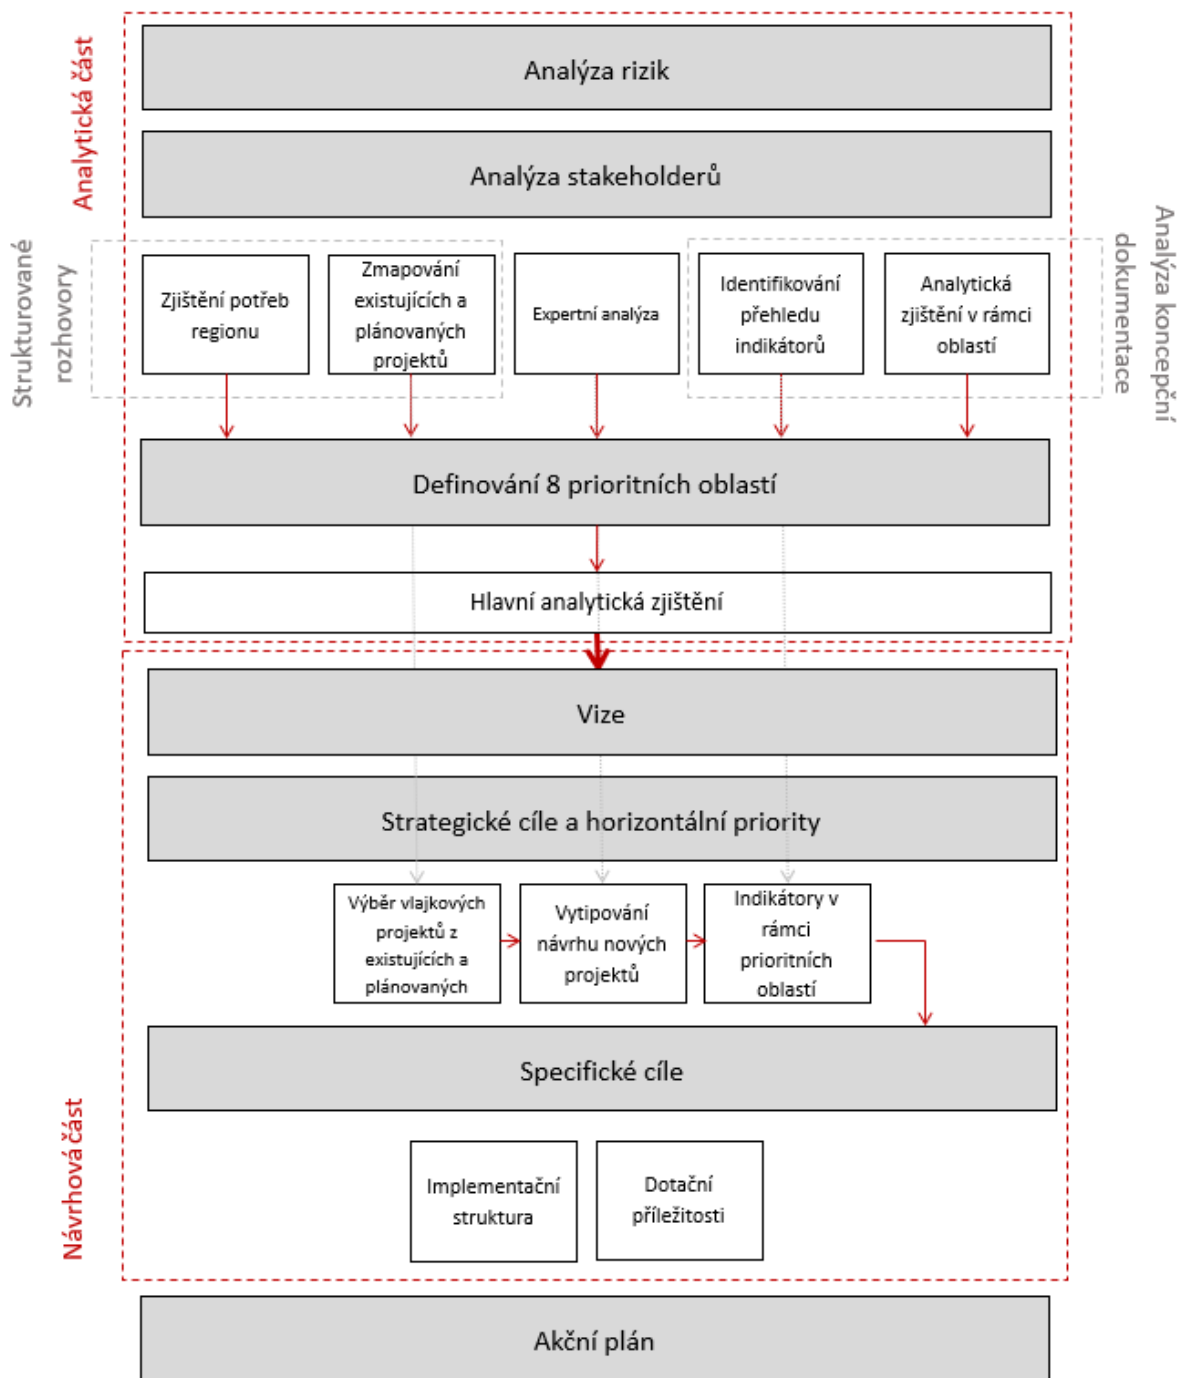 Analytická část
Analýza rizik
Analýza stakeholderů
Strukturované
rozhovory
Zjištění potřeb
regionu
Zmapování
existujících a
plánovaných
projektů
Expertní analýza
Identifikování
přehledu
indikátorů
Analytická
zjištění v rámci
oblastí
Analýza koncepční
dokumentace
Definování 8 prioritních oblastí
Hlavní analytická zjištění
Návrhová část
Vize
Strategické cíle a horizontální priority
Výběr vlajkových
projektů z
existujících a
plánovaných
Vytipování
návrhu nových
projektů
Indikátory v
rámci
prioritních
oblastí
Specifické cíle
Implementační
struktura
Dotační
příležitosti
Akční plán